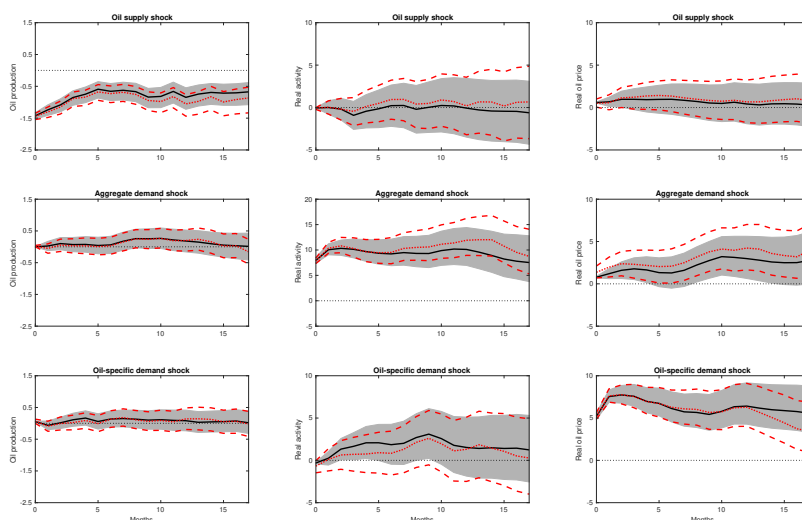 Oil supply shock
Oil supply shock
Oil supply shock
Oil production
Real activity
Real oil price
1.5
0.5
-0.5
-1.5
-2.5
10
5
0
-5
10
5
0
-5
0 5 10 15
0 5 10 15
0 5 10 15
Aggregate demand shock
Aggregate demand shock
Aggregate demand shock
Oil production
Real activity
Real oil price
1.5
0.5
-0.5
-1.5
-2.5
20
15
10
5
0
-5
10
5
0
-5
0 5 10 15
0 5 10 15
0 5 10 15
Oil-specific demand shock
Oil-specific demand shock
Oil-specific demand shock
Oil production
Real activity
Real oil price
1.5
0.5
-0.5
-1.5
-2.5
10
5
0
-5
10
5
0
-5
0 5 10 15
0 5 10 15
0 5 10 15
Months
Months
Months